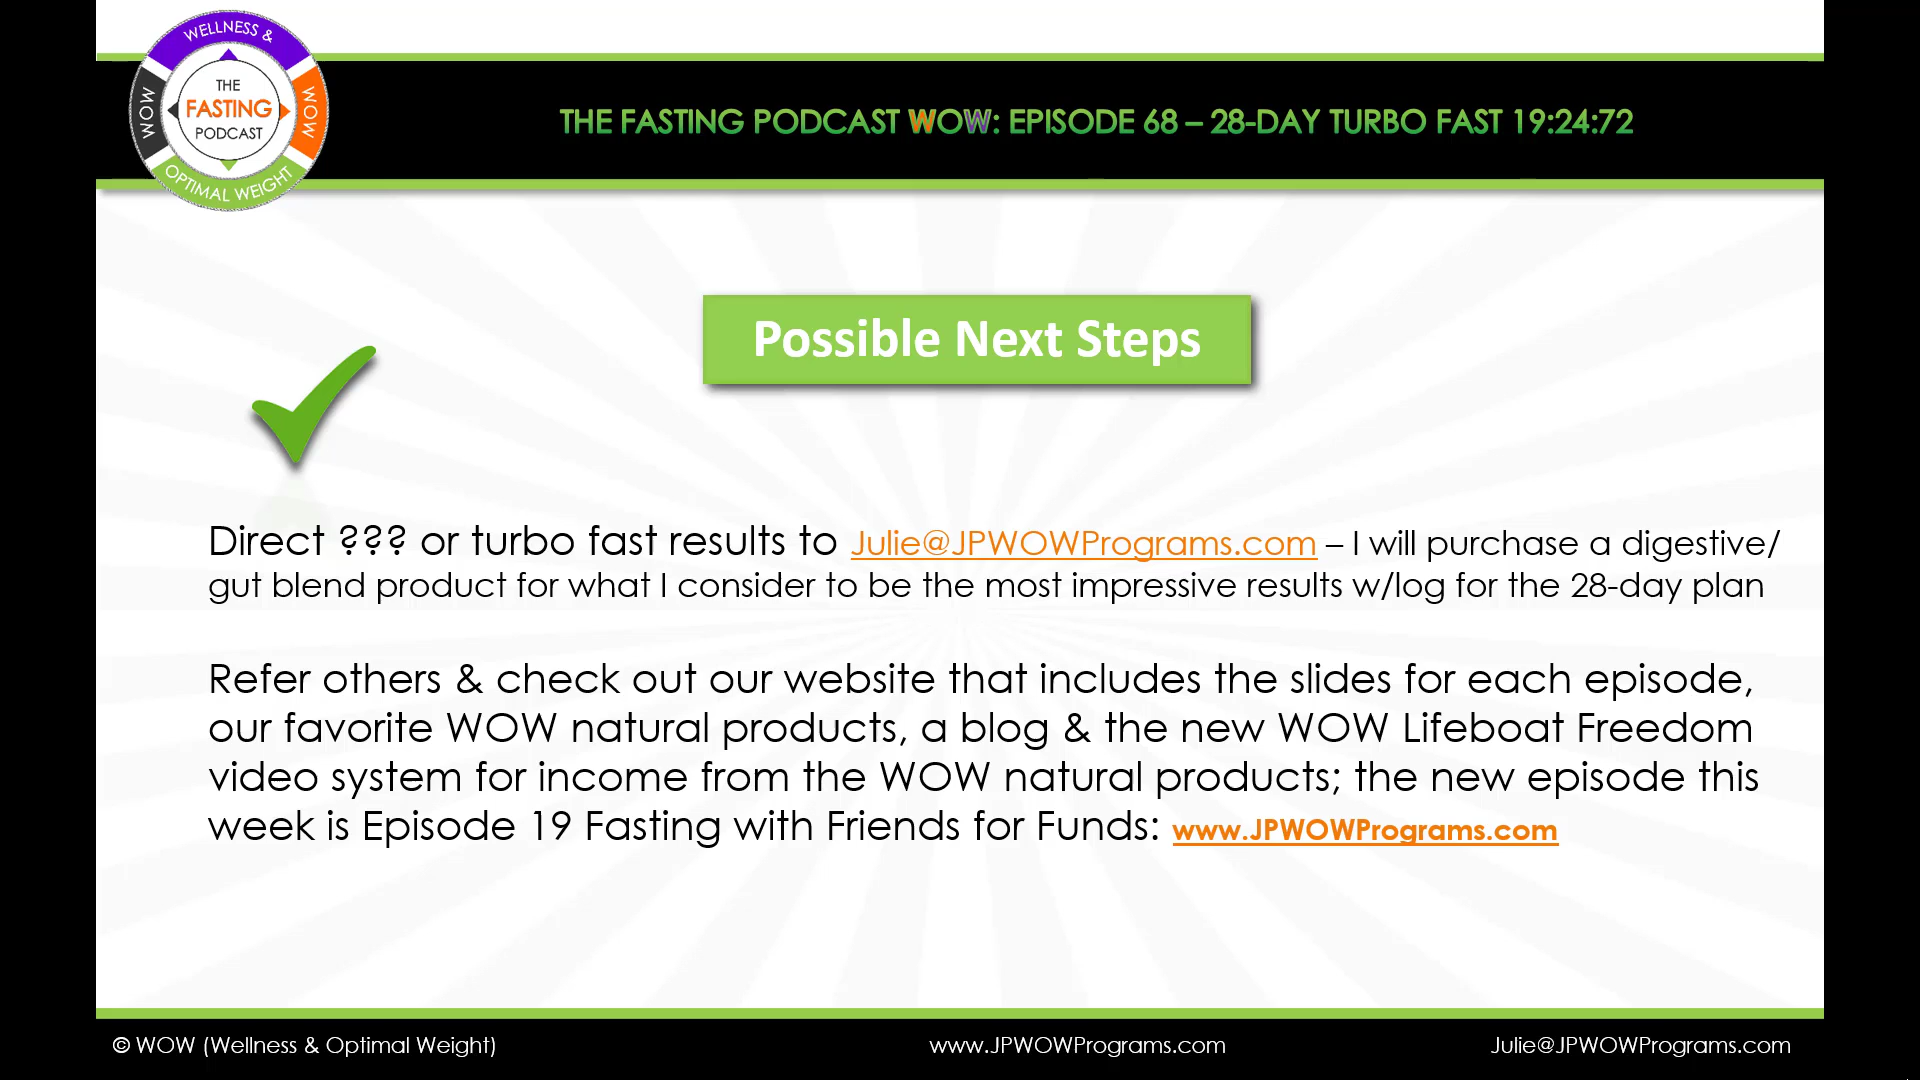 WELLNESS &
WOW
THE
FASTING
PODCAST
WOW
OPTIMAL WEIGHT
THE FASTING PODCAST WOW: EPISODE 68 – 28-DAY TURBO FAST 19:24:72
Possible Next Steps
Direct ??? or turbo fast results to Julie@JPWOWPrograms.com – I will purchase a digestive/
gut blend product for what I consider to be the most impressive results w/log for the 28-day plan
Refer others & check out our website that includes the slides for each episode,
our favorite WOW natural products, a blog & the new WOW Lifeboat Freedom
video system for income from the WOW natural products; the new episode this
week is Episode 19 Fasting with Friends for Funds: www.JPWOWPrograms.com
© WOW (Wellness & Optimal Weight)
www.JPWOWPrograms.com
Julie@JPWOWPrograms.com